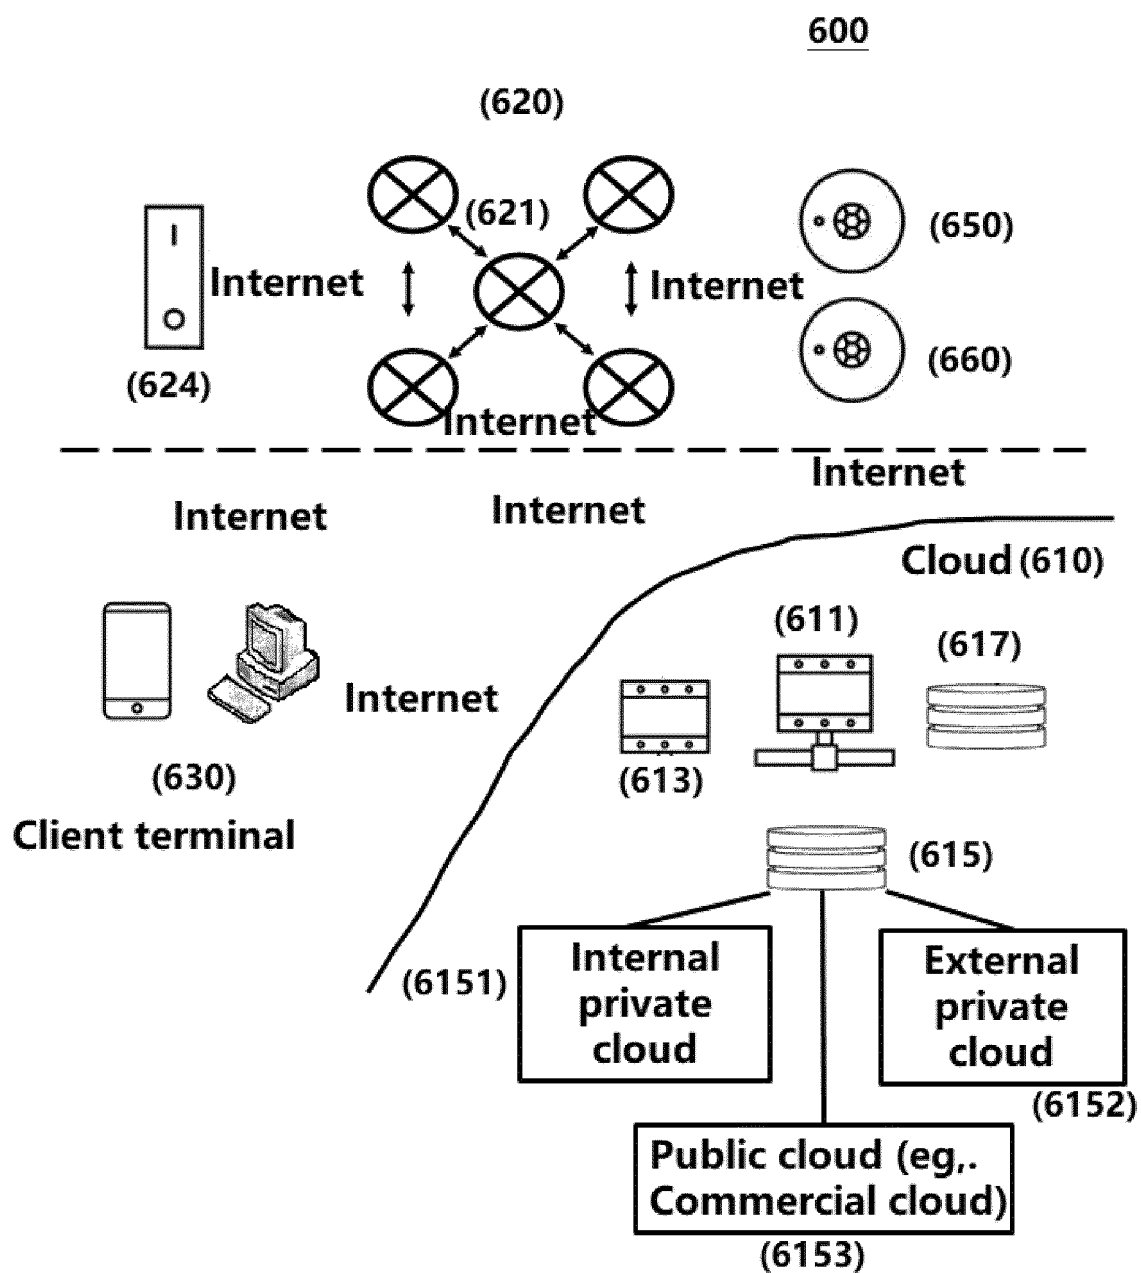 600
(620)
(621)
(650)
Internet
Internet
(624)
(660)
Internet
Internet
Internet
Internet
Cloud (610)
(611)
(617)
Internet
(630)
(613)
Client terminal
(615)
(6151)
Internal
private
cloud
External
private
cloud
(6152)
Public cloud (eg,.
Commercial cloud)
(6153)